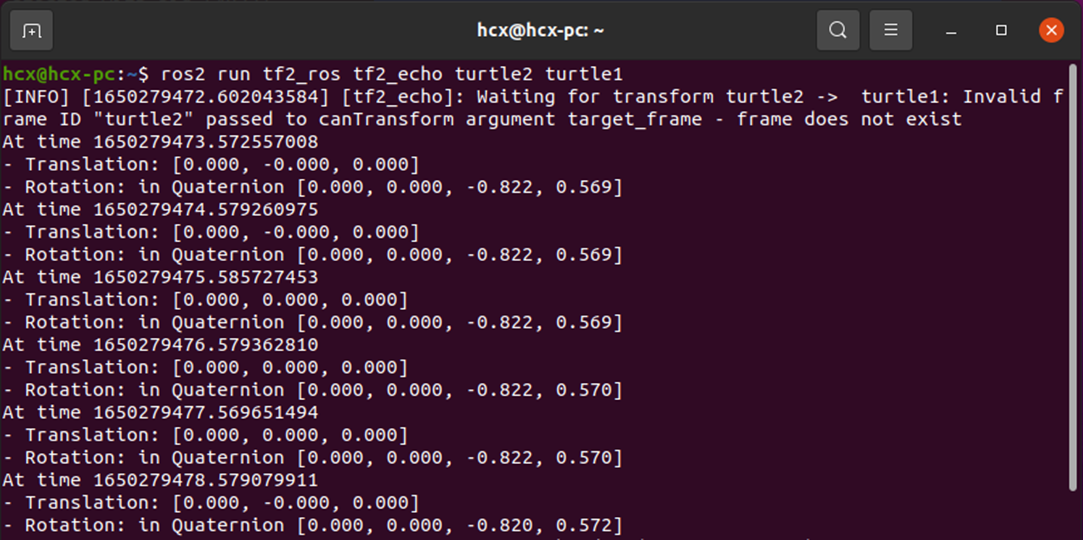 hcx@hcx-pc: ~
hcx@hcx-pc:~$ ros2 run tf2_ros tf2_echo turtle2 turtle1
[INFO] [1650279472.602043584] [tf2_echo]: Waiting for transform turtle2 ->  turtle1: Invalid f
rame ID "turtle2" passed to canTransform argument target_frame - frame does not exist
At time 1650279473.572557008
- Translation: [0.000, -0.000, 0.000]
- Rotation: in Quaternion [0.000, 0.000, -0.822, 0.569]
At time 1650279474.579260975
- Translation: [0.000, -0.000, 0.000]
- Rotation: in Quaternion [0.000, 0.000, -0.822, 0.569]
At time 1650279475.585727453
- Translation: [0.000, 0.000, 0.000]
- Rotation: in Quaternion [0.000, 0.000, -0.822, 0.569]
At time 1650279476.579362810
- Translation: [0.000, 0.000, 0.000]
- Rotation: in Quaternion [0.000, 0.000, -0.822, 0.570]
At time 1650279477.569651494
- Translation: [0.000, 0.000, 0.000]
- Rotation: in Quaternion [0.000, 0.000, -0.822, 0.570]
At time 1650279478.579079911
- Translation: [0.000, -0.000, 0.000]
- Rotation: in Quaternion [0.000, 0.000, -0.820, 0.572]